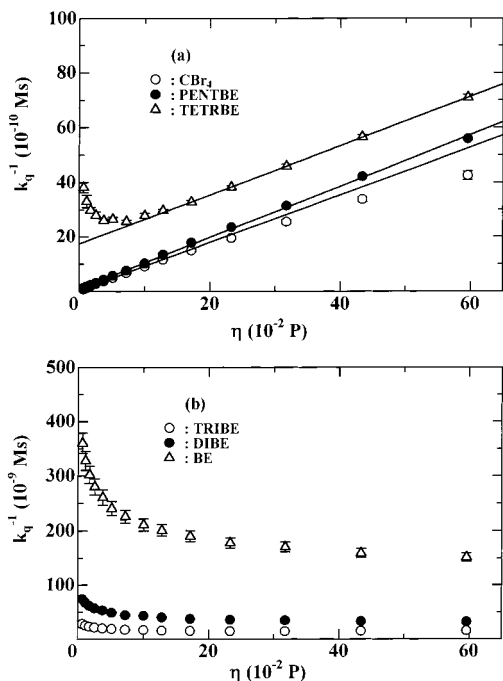 100
80
60
40
20
0
k_q^-1 (10^-10 Ms)
(a)
○ : CBr₄
● : PENTBE
△ : TETRBE
0 20 40 60
η (10^-2 P)
500
400
300
200
100
0
k_q^-1 (10^-9 Ms)
(b)
○ : TRIBE
● : DIBE
△ : BE
0 20 40 60
η (10^-2 P)